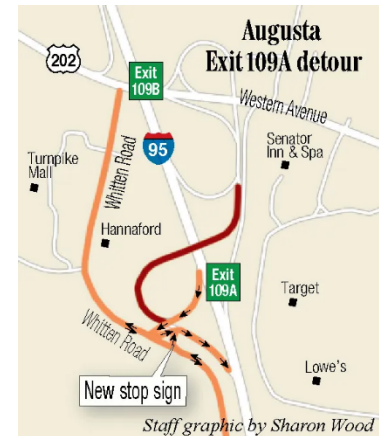 Augusta
Exit 109A detour
202
Exit
109B
Western Avenue
95
Senator
Inn & Spa
Turnpike
Mall
Whitten Road
Hannaford
Exit
109A
Target
Whitten Road
Lowe's
New stop sign
Staff graphic by Sharon Wood